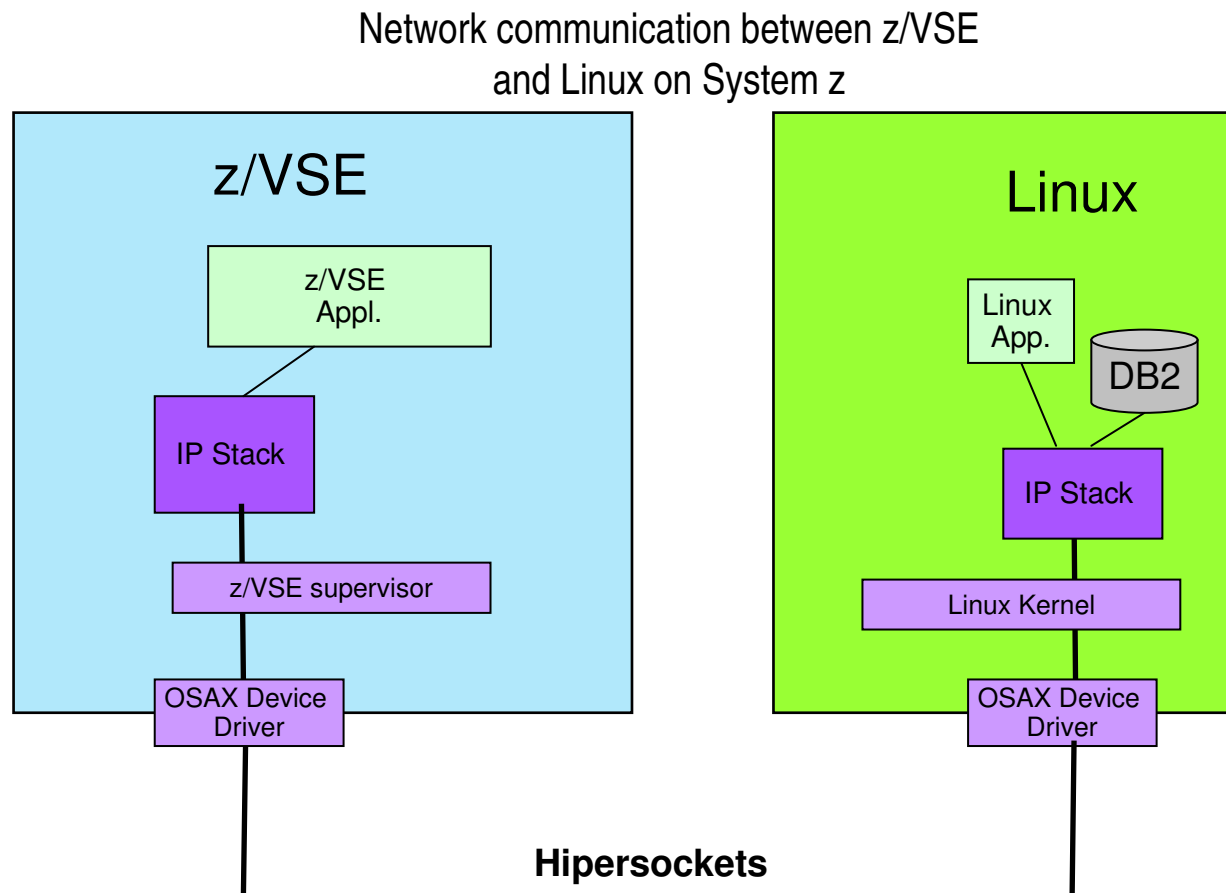 Network communication between z/VSE
and Linux on System z
z/VSE
z/VSE
Appl.
IP Stack
z/VSE supervisor
OSAX Device
Driver
Linux
Linux
App.
DB2
IP Stack
Linux Kernel
OSAX Device
Driver
Hipersockets